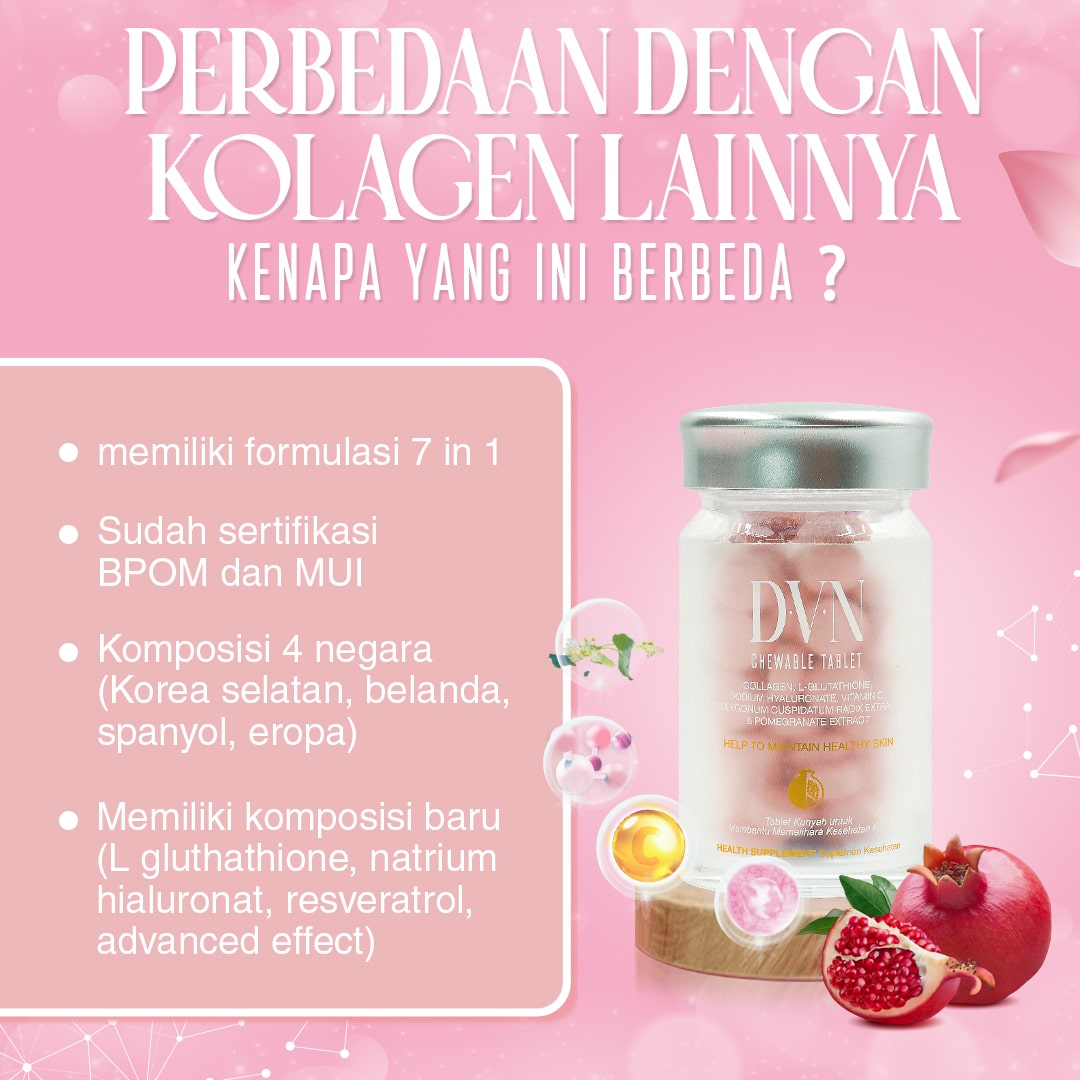 PERBEDAAN DENGAN
KOLAGEN LAINNYA
KENAPA YANG INI BERBEDA ?
• memiliki formulasi 7 in 1
• Sudah sertifikasi
BPOM dan MUI
• Komposisi 4 negara
(Korea selatan, belanda,
spanyol, eropa)
• Memiliki komposisi baru
(L gluthathione, natrium
hialuronat, resveratrol,
advanced effect)
D·V·N
CHEWABLE TABLET
COLLAGEN, L-GLUTATHIONE,
SODIUM HYALURONATE, VITAMIN C,
POLYGONUM CUSPIDATUM RADIX
& POMEGRANATE EXTRACT
HELP TO MAINTAIN HEALTHY SKIN
Tablet Kunyah untuk
Membantu Memelihara Kesehatan
HEALTH SUPPLEMENT Suplemen Kesehatan
C